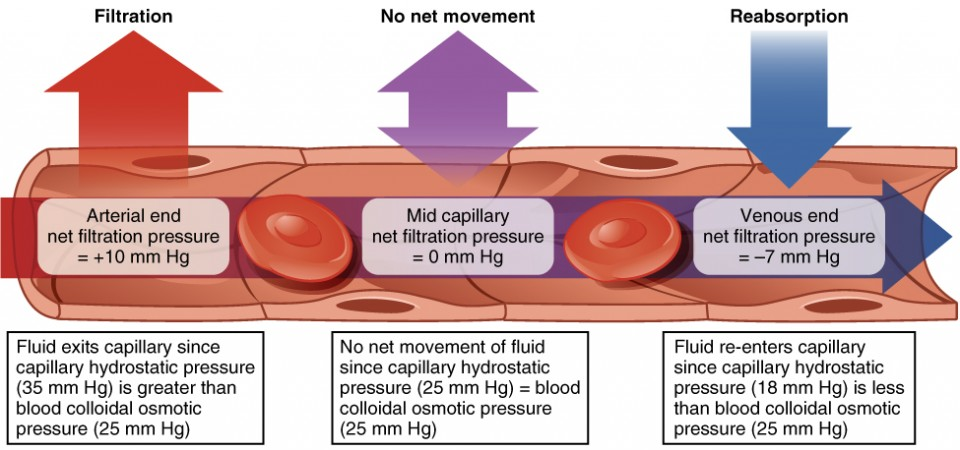 Filtration
No net movement
Reabsorption
Arterial end
net filtration pressure
= +10 mm Hg
Mid capillary
net filtration pressure
= 0 mm Hg
Venous end
net filtration pressure
= –7 mm Hg
Fluid exits capillary since
capillary hydrostatic pressure
(35 mm Hg) is greater than
blood colloidal osmotic
pressure (25 mm Hg)
No net movement of fluid
since capillary hydrostatic
pressure (25 mm Hg) = blood
colloidal osmotic pressure
(25 mm Hg)
Fluid re-enters capillary
since capillary hydrostatic
pressure (18 mm Hg) is less
than blood colloidal osmotic
pressure (25 mm Hg)